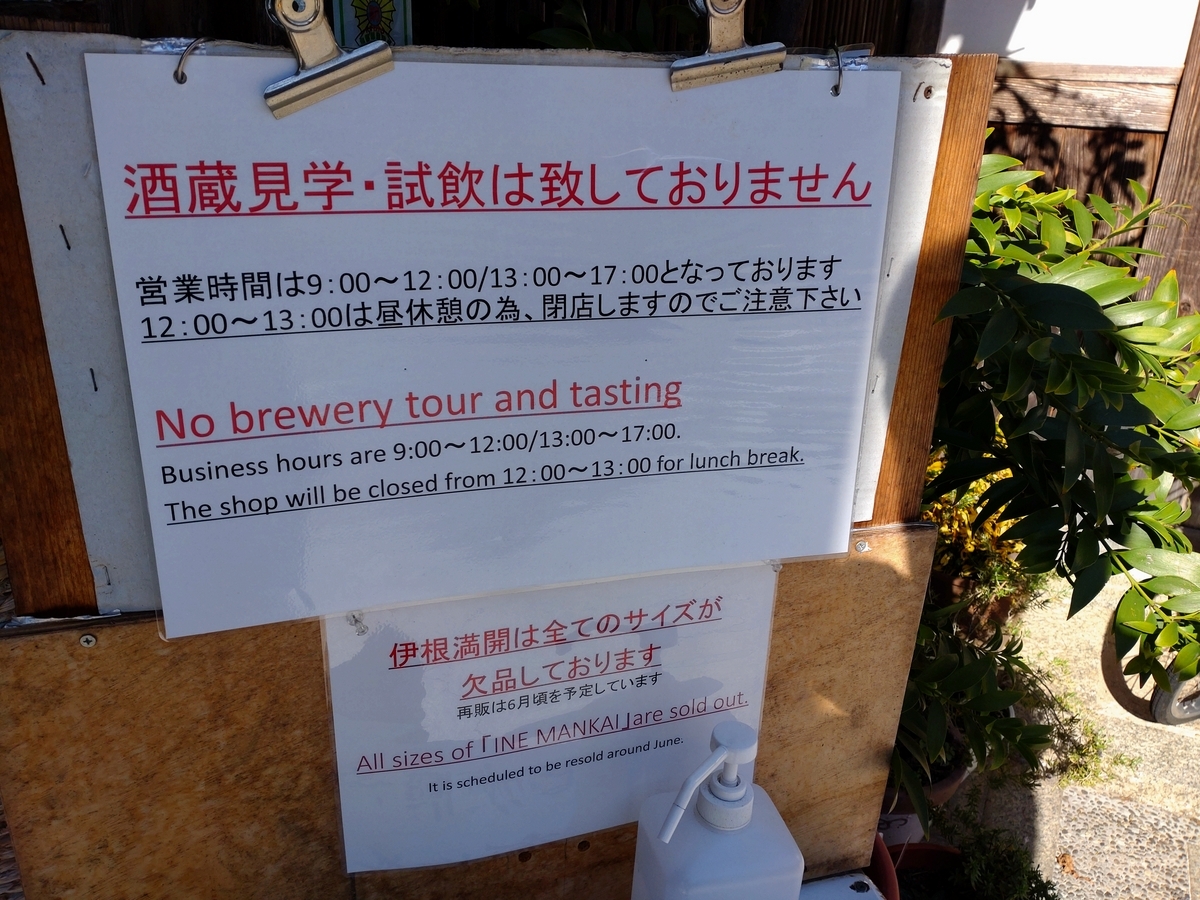 酒蔵見学・試飲は致しておりません
営業時間は9:00～12:00/13:00～17:00となっております
12:00～13:00は昼休憩の為、閉店しますのでご注意下さい
No brewery tour and tasting
Business hours are 9:00～12:00/13:00～17:00.
The shop will be closed from 12:00～13:00 for lunch break.
伊根満開は全てのサイズが
欠品しております
再販は6月頃を予定しています
All sizes of「INE MANKAI」are sold out.
It is scheduled to be resold around June.